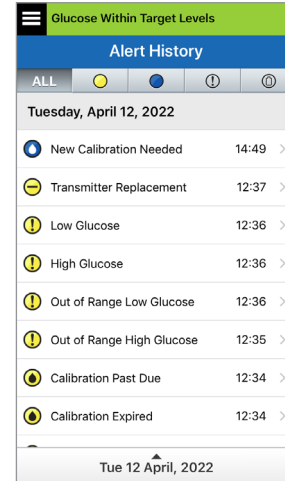 Glucose Within Target Levels
Alert History
ALL
Tuesday, April 12, 2022
New Calibration Needed 14:49
Transmitter Replacement 12:37
Low Glucose 12:36
High Glucose 12:36
Out of Range Low Glucose 12:36
Out of Range High Glucose 12:35
Calibration Past Due 12:34
Calibration Expired 12:34
Tue 12 April, 2022